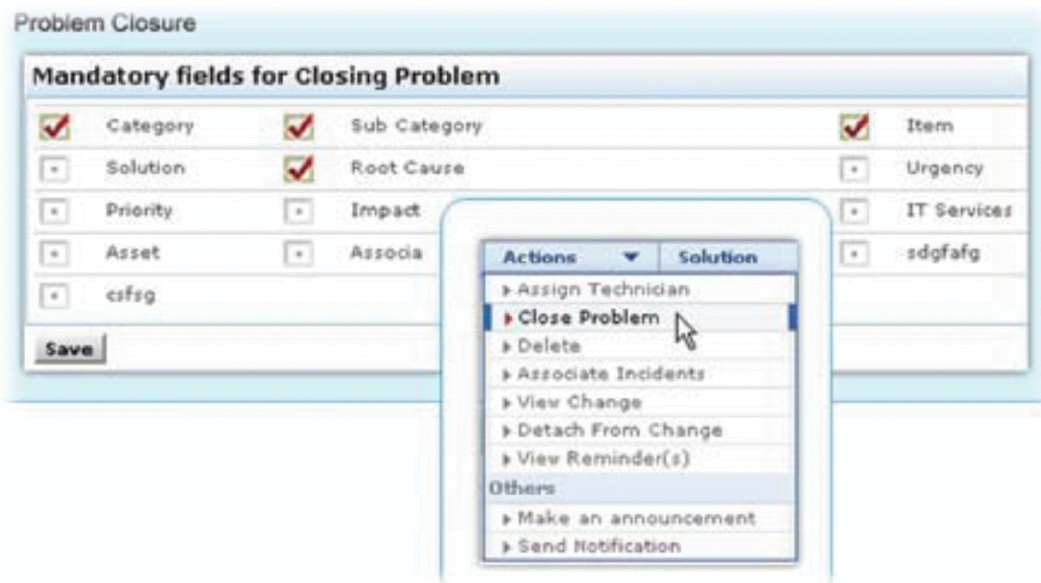 Problem Closure
Mandatory fields for Closing Problem
Category Sub Category Item
Solution Root Cause Urgency
Priority Impact IT Services
Asset Associa sdgfafg
csfsg
Save
Actions Solution
Assign Technician
Close Problem
Delete
Associate Incidents
View Change
Detach From Change
View Reminder(s)
Others
Make an announcement
Send Notification